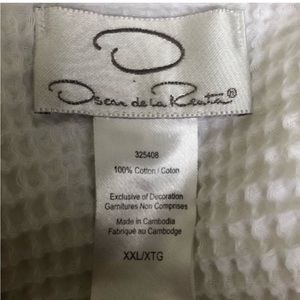 O
Oscar de la Renta®
325408
100% Cotton / Coton
Exclusive of Decoration
Garnitures Non Comprises
Made in Cambodia
Fabriqué au Cambodge
XXL/XTG